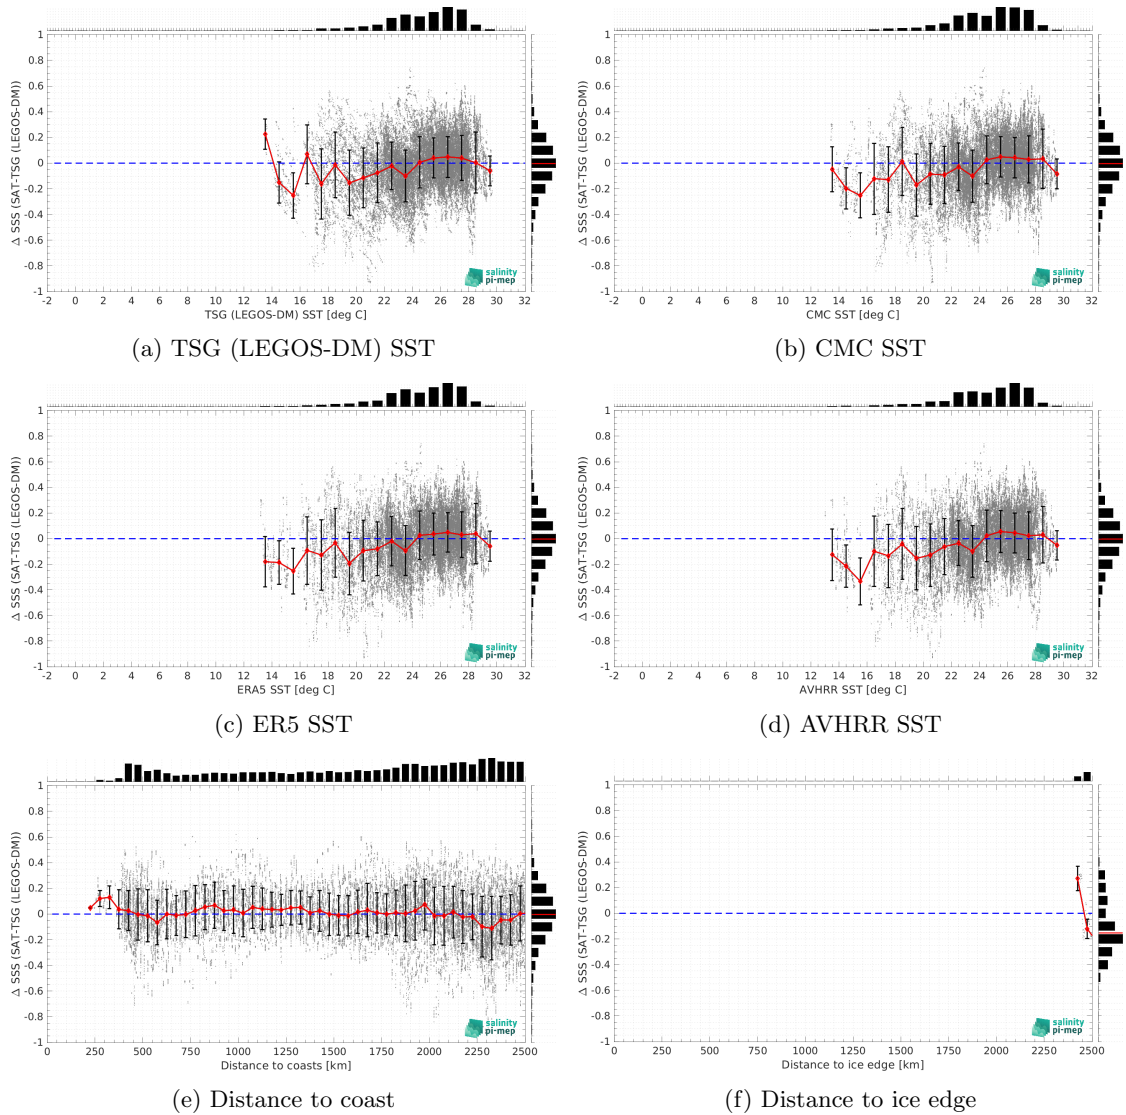 Δ SSS (SAT-TSG (LEGOS-DM))
1
0.8
0.6
0.4
0.2
0
-0.2
-0.4
-0.6
-0.8
-1
-2 0 2 4 6 8 10 12 14 16 18 20 22 24 26 28 30 32
TSG (LEGOS-DM) SST [deg C]
salinity
pi-mep
(a) TSG (LEGOS-DM) SST
Δ SSS (SAT-TSG (LEGOS-DM))
1
0.8
0.6
0.4
0.2
0
-0.2
-0.4
-0.6
-0.8
-1
-2 0 2 4 6 8 10 12 14 16 18 20 22 24 26 28 30 32
CMC SST [deg C]
salinity
pi-mep
(b) CMC SST
Δ SSS (SAT-TSG (LEGOS-DM))
1
0.8
0.6
0.4
0.2
0
-0.2
-0.4
-0.6
-0.8
-1
-2 0 2 4 6 8 10 12 14 16 18 20 22 24 26 28 30 32
ERA5 SST [deg C]
salinity
pi-mep
(c) ER5 SST
Δ SSS (SAT-TSG (LEGOS-DM))
1
0.8
0.6
0.4
0.2
0
-0.2
-0.4
-0.6
-0.8
-1
-2 0 2 4 6 8 10 12 14 16 18 20 22 24 26 28 30 32
AVHRR SST [deg C]
salinity
pi-mep
(d) AVHRR SST
Δ SSS (SAT-TSG (LEGOS-DM))
1
0.8
0.6
0.4
0.2
0
-0.2
-0.4
-0.6
-0.8
-1
0 250 500 750 1000 1250 1500 1750 2000 2250 2500
Distance to coasts [km]
salinity
pi-mep
(e) Distance to coast
Δ SSS (SAT-TSG (LEGOS-DM))
1
0.8
0.6
0.4
0.2
0
-0.2
-0.4
-0.6
-0.8
-1
0 250 500 750 1000 1250 1500 1750 2000 2250 2500
Distance to ice edge [km]
salinity
pi-mep
(f) Distance to ice edge